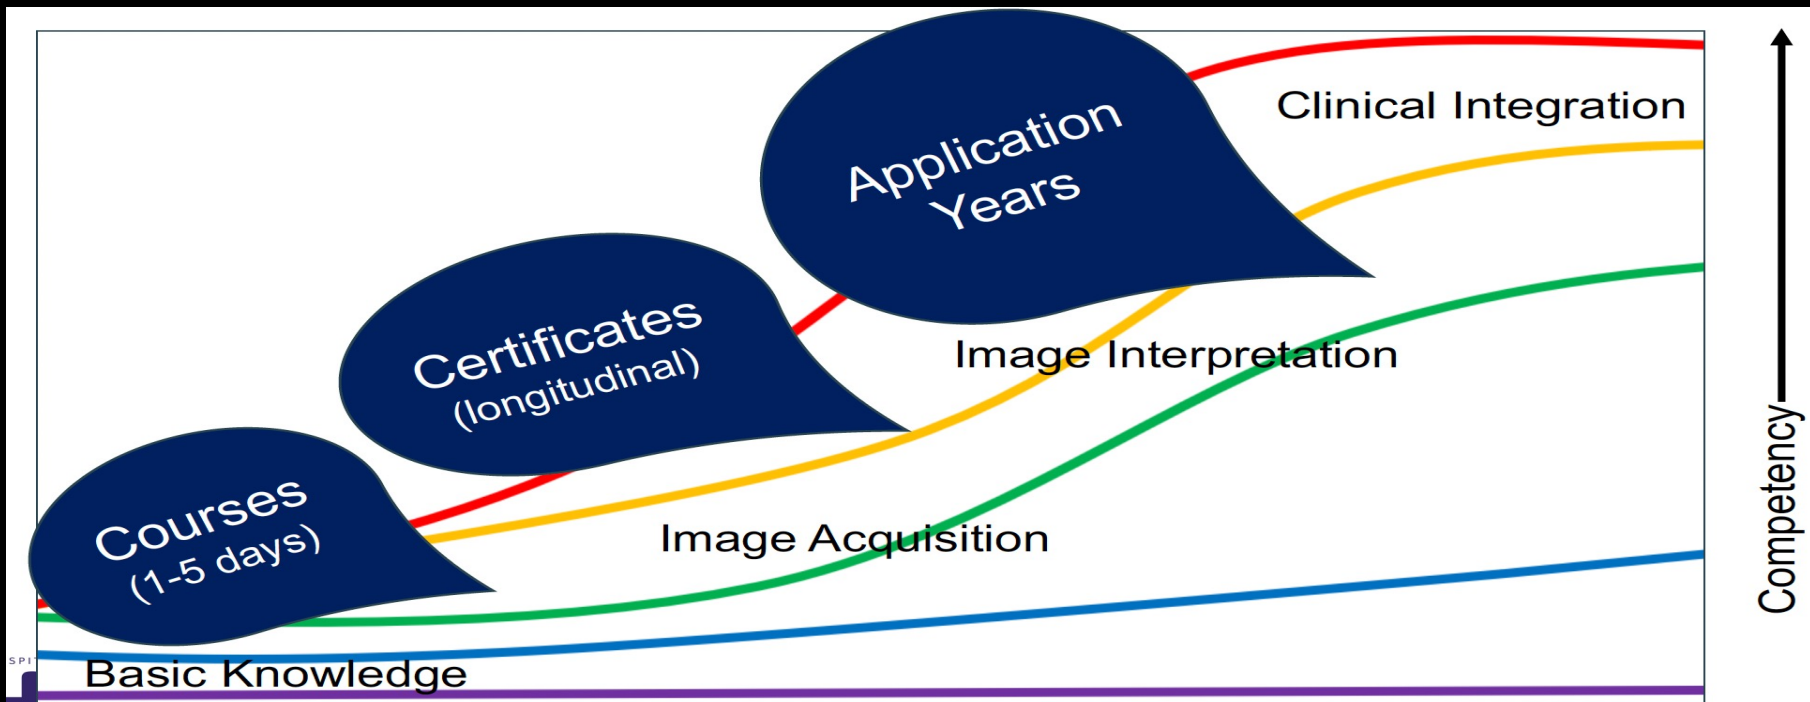 Clinical Integration
Application
Years
Certificates
(longitudinal)
Image Interpretation
Courses
(1-5 days)
Image Acquisition
Basic Knowledge
Competency